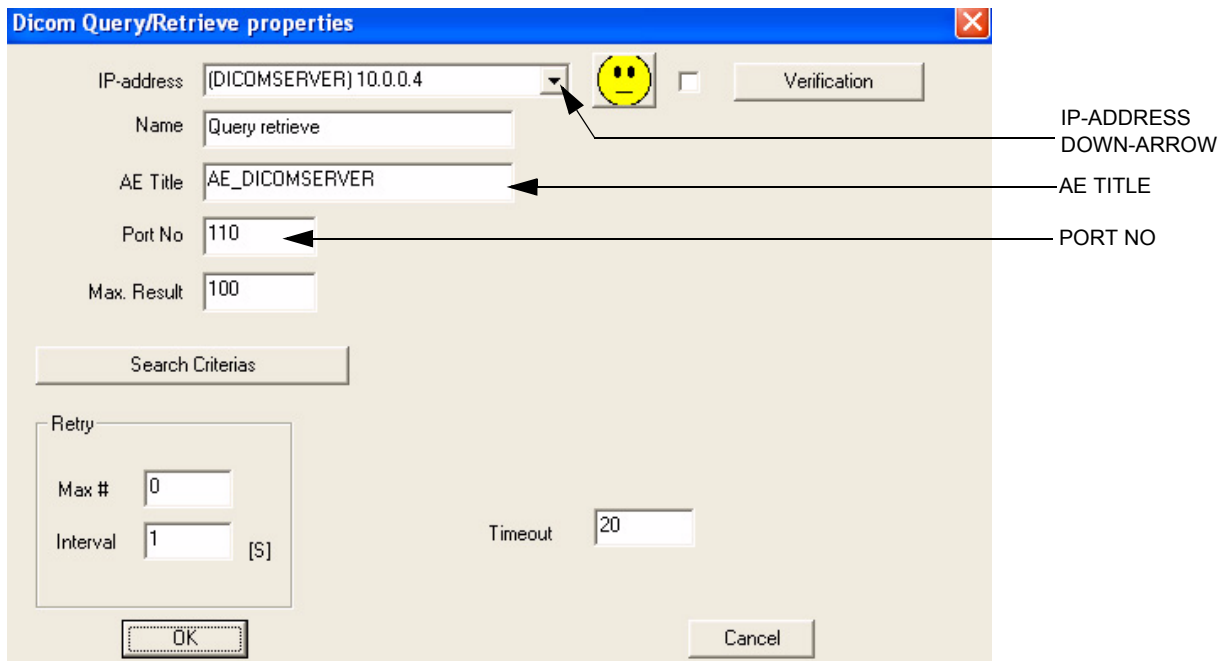 Dicom Query/Retrieve properties
IP-address (DICOMSERVER) 10.0.0.4 Verification
IP-ADDRESS
DOWN-ARROW
Name Query retrieve
AE Title AE_DICOMSERVER
AE TITLE
Port No 110
PORT NO
Max. Result 100
Search Criterias
Retry
Max # 0
Interval 1 [S]
Timeout 20
OK Cancel